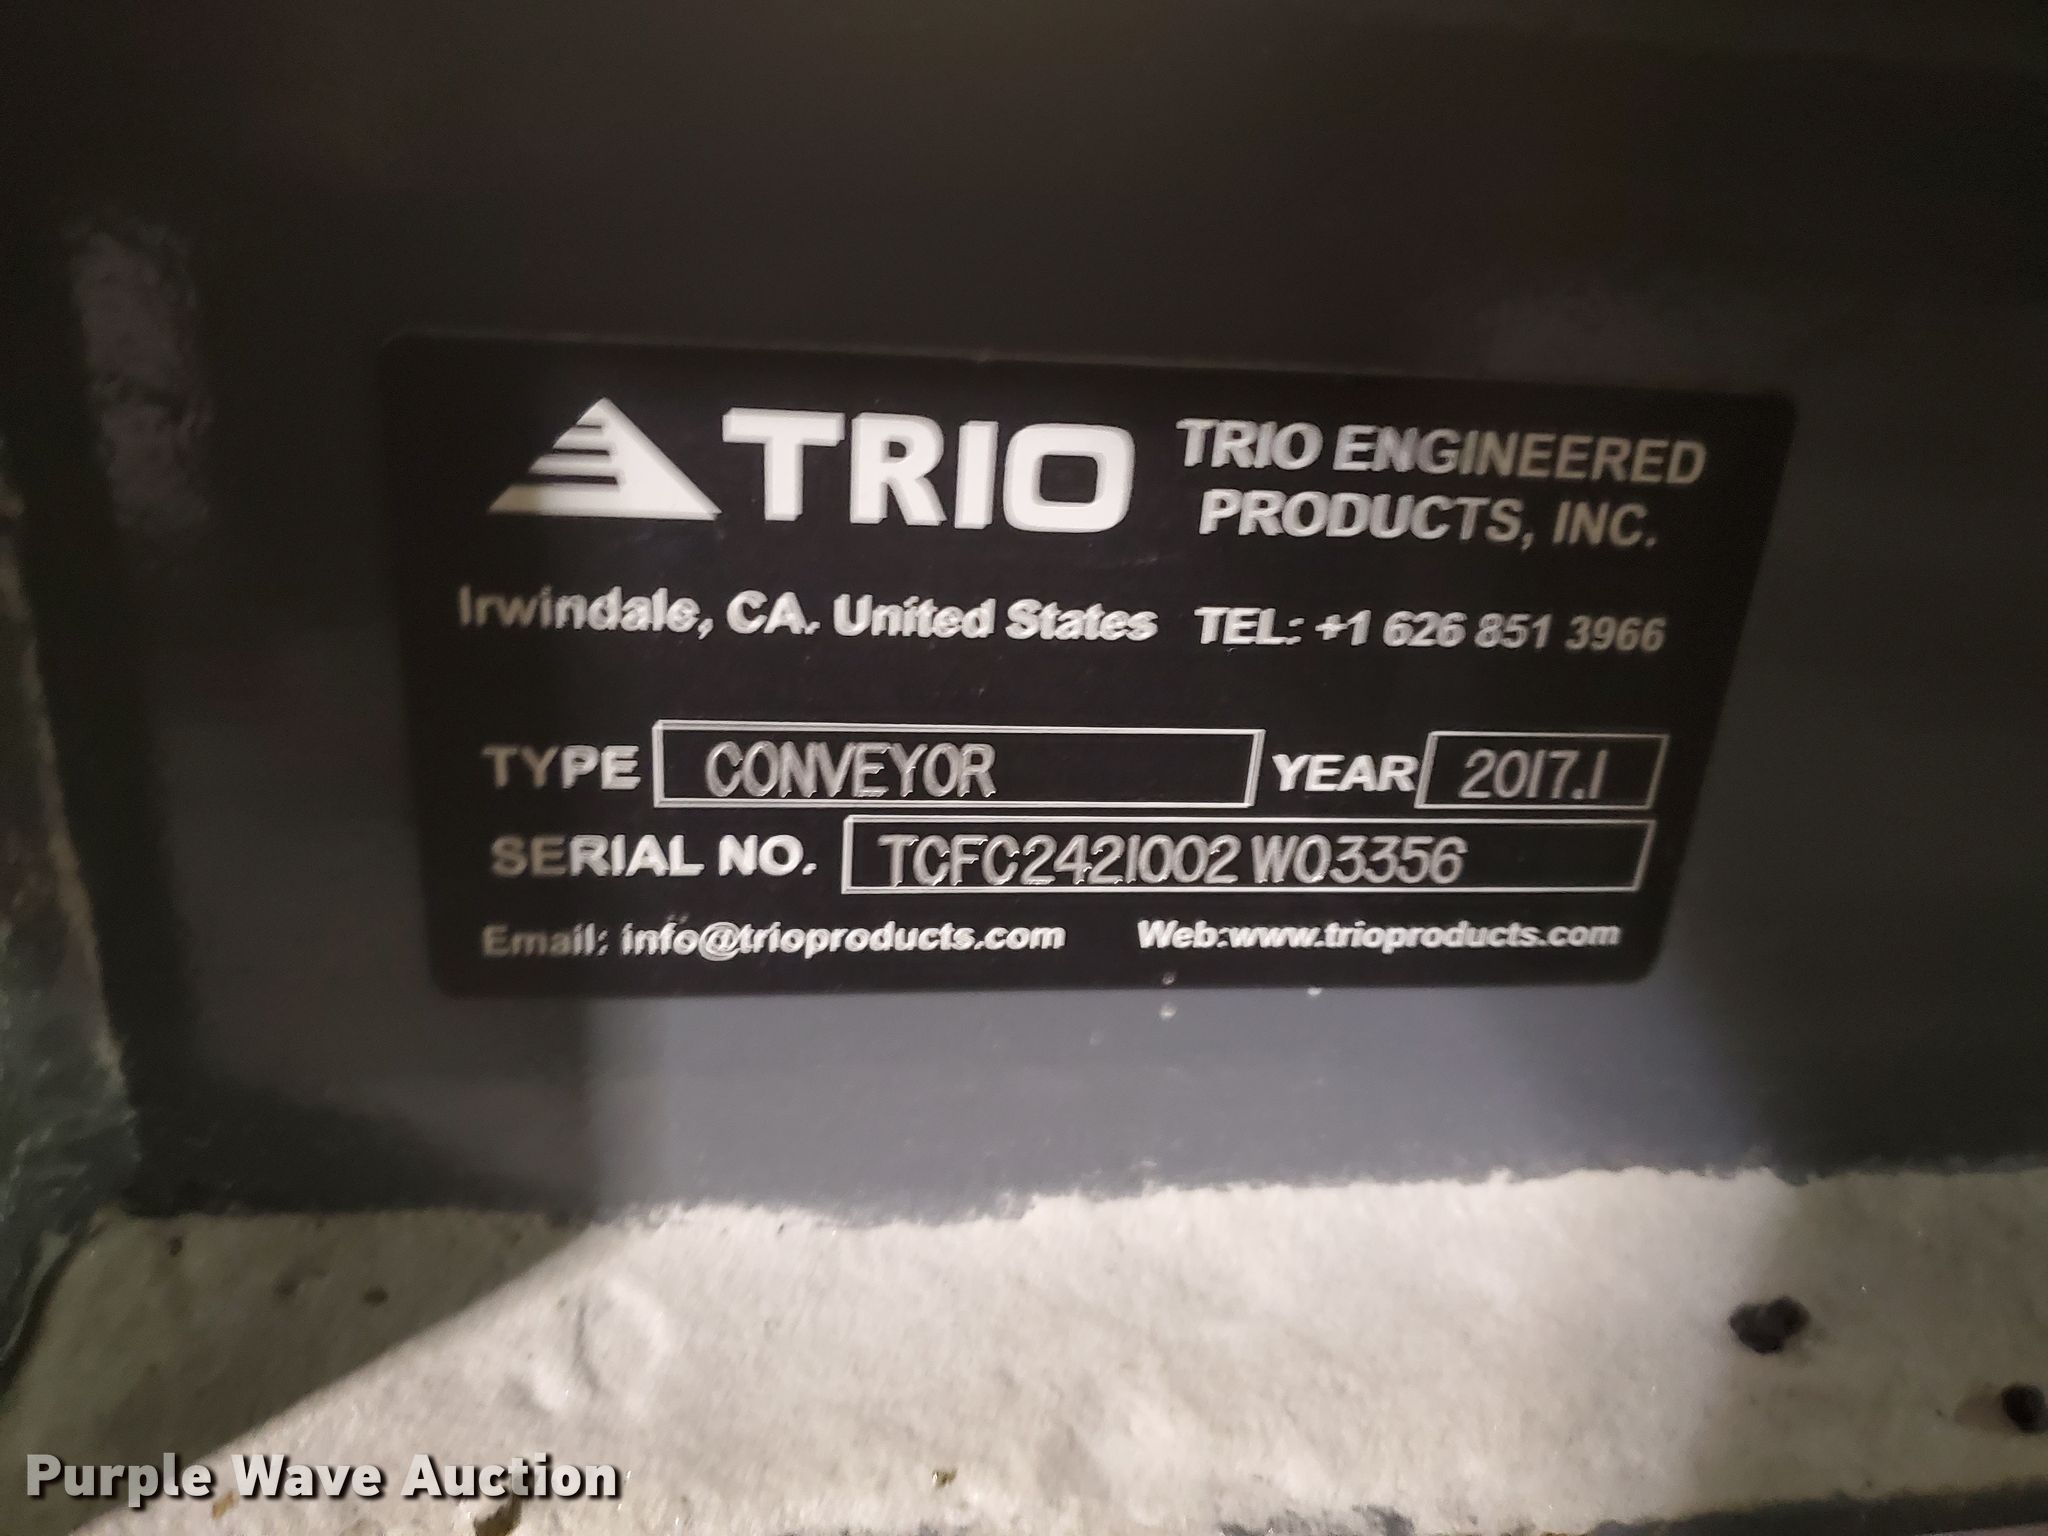 TRIO
TRIO ENGINEERED
PRODUCTS, INC.
Irwindale, CA. United States TEL: +1 626 851 3966
TYPE CONVEYOR YEAR 2017.1
SERIAL NO. TCFC2421002 W03356
Email: info@trioproducts.com Web:www.trioproducts.com
Purple Wave Auction